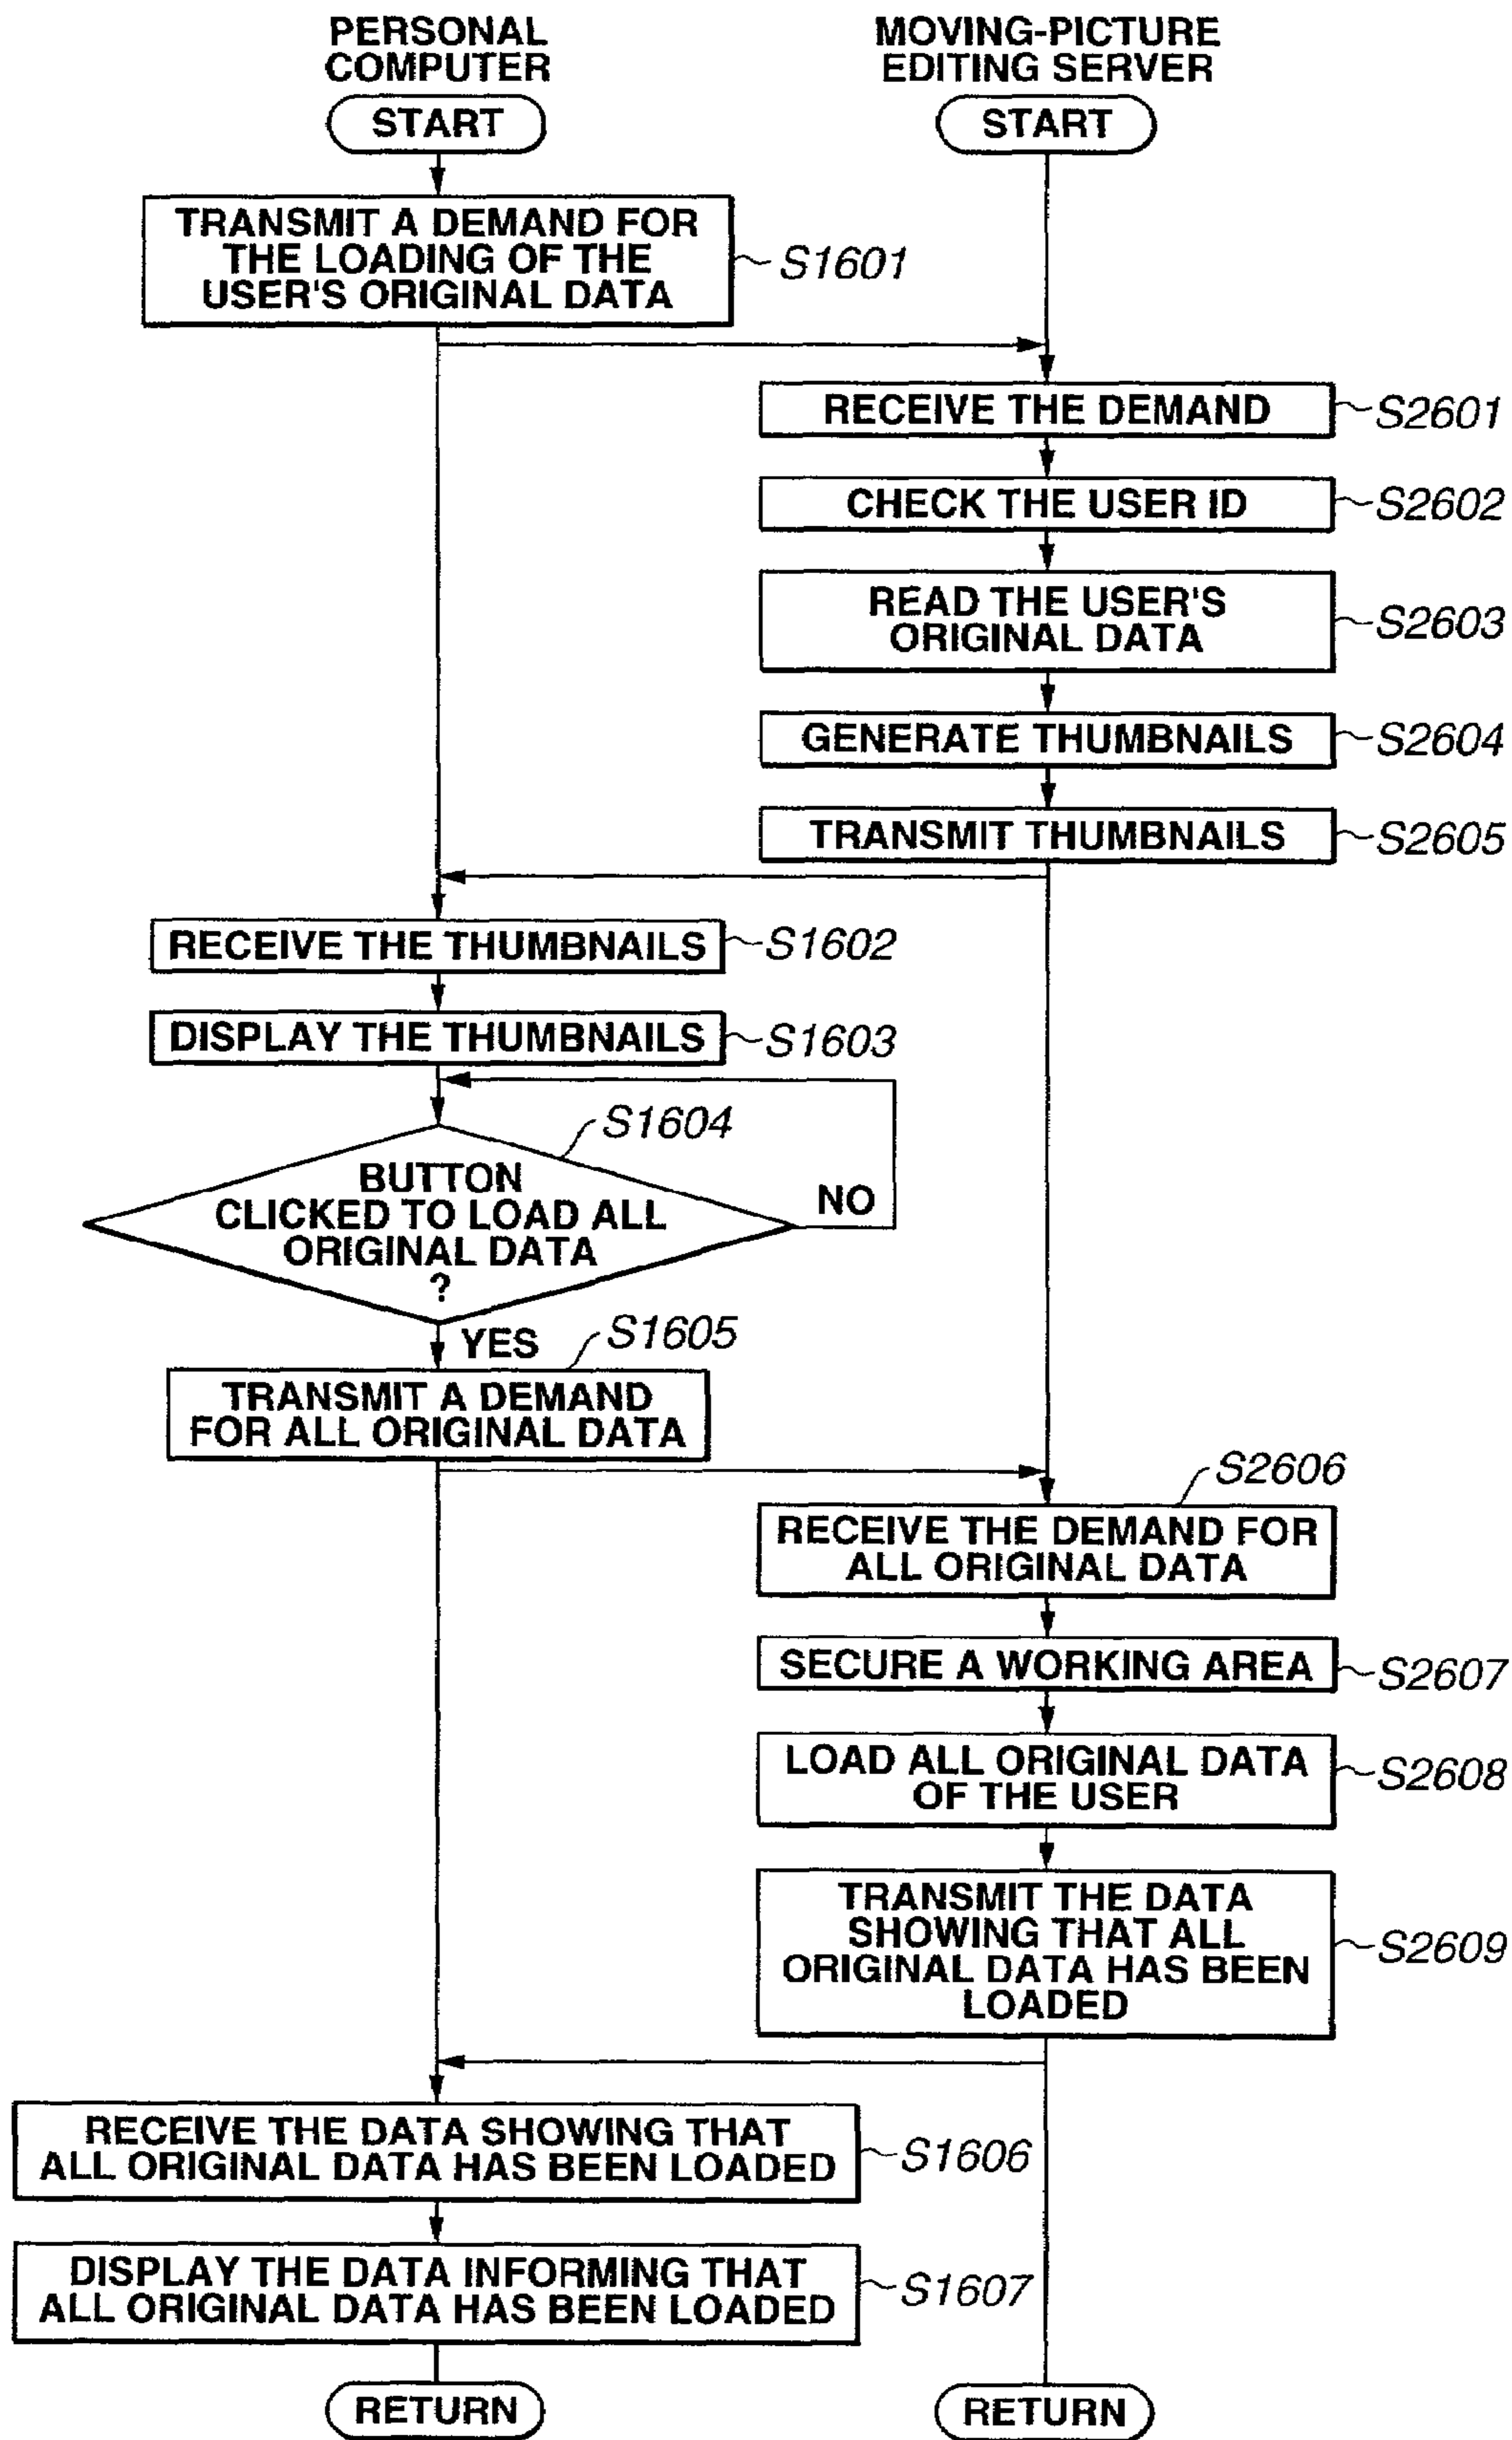 PERSONAL
COMPUTER
MOVING-PICTURE
EDITING SERVER
START
START
TRANSMIT A DEMAND FOR
THE LOADING OF THE
USER'S ORIGINAL DATA
S1601
RECEIVE THE DEMAND
S2601
CHECK THE USER ID
S2602
READ THE USER'S
ORIGINAL DATA
S2603
GENERATE THUMBNAILS
S2604
TRANSMIT THUMBNAILS
S2605
RECEIVE THE THUMBNAILS
S1602
DISPLAY THE THUMBNAILS
S1603
S1604
BUTTON
CLICKED TO LOAD ALL
ORIGINAL DATA
?
NO
YES
S1605
TRANSMIT A DEMAND
FOR ALL ORIGINAL DATA
S2606
RECEIVE THE DEMAND FOR
ALL ORIGINAL DATA
SECURE A WORKING AREA
S2607
LOAD ALL ORIGINAL DATA
OF THE USER
S2608
TRANSMIT THE DATA
SHOWING THAT ALL
ORIGINAL DATA HAS BEEN
LOADED
S2609
RECEIVE THE DATA SHOWING THAT
ALL ORIGINAL DATA HAS BEEN LOADED
S1606
DISPLAY THE DATA INFORMING THAT
ALL ORIGINAL DATA HAS BEEN LOADED
S1607
RETURN
RETURN